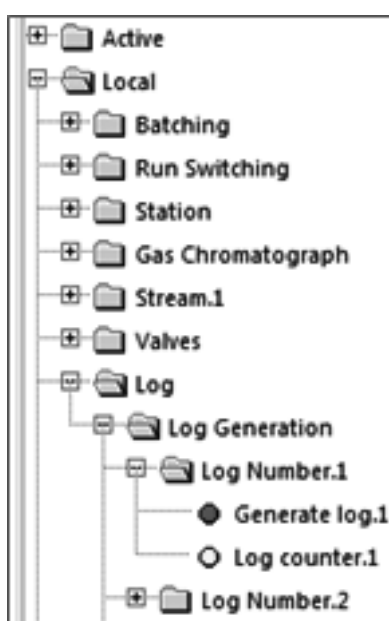 Active
Local
Batching
Run Switching
Station
Gas Chromatograph
Stream.1
Valves
Log
Log Generation
Log Number.1
Generate log.1
Log counter.1
Log Number.2